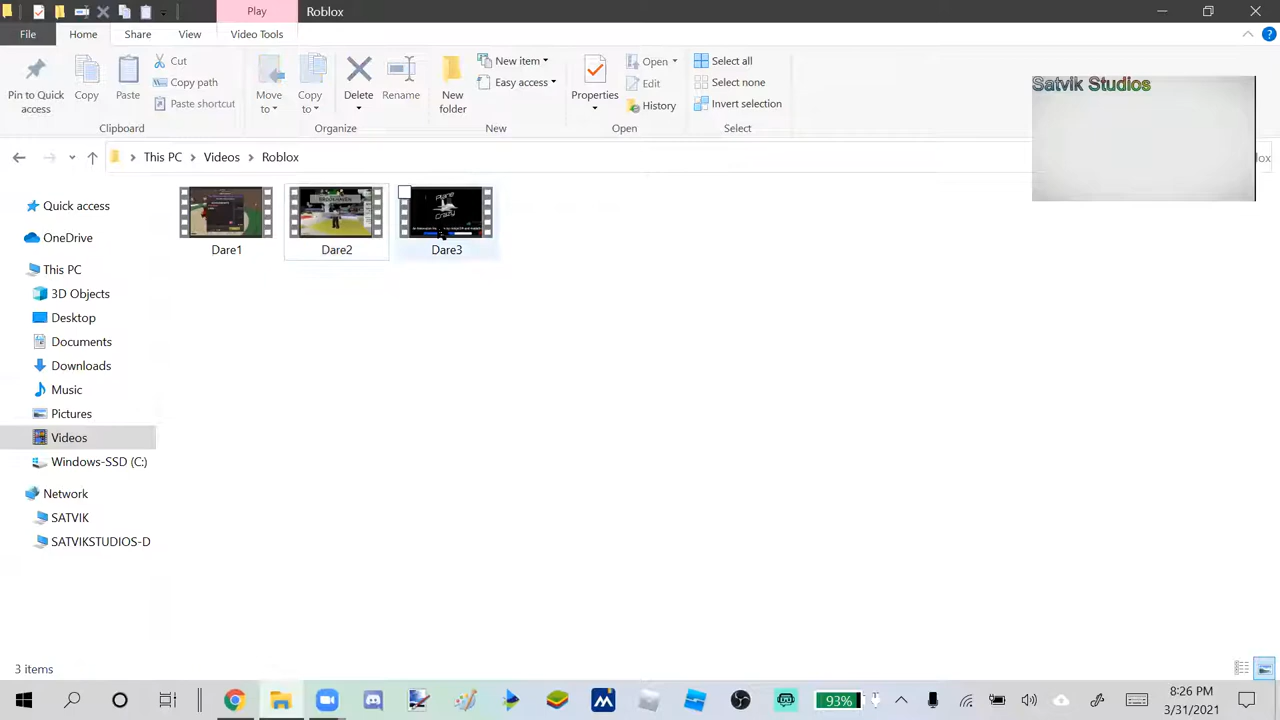 Play
Roblox
File
Home
Share
View
Video Tools
Pin to Quick access
Copy
Paste
Cut
Copy path
Paste shortcut
Clipboard
Move to
Copy to
Delete
Rename
Organize
New folder
New item
Easy access
New
Properties
Open
Edit
History
Open
Select all
Select none
Invert selection
Select
Satvik Studios
This PC
Videos
Roblox
lox
Quick access
OneDrive
This PC
3D Objects
Desktop
Documents
Downloads
Music
Pictures
Videos
Windows-SSD (C:)
Network
SATVIK
SATVIKSTUDIOS-D
BROOKHAVEN
Plane
Crazy
Dare1
Dare2
Dare3
3 items
93%
8:26 PM
3/31/2021